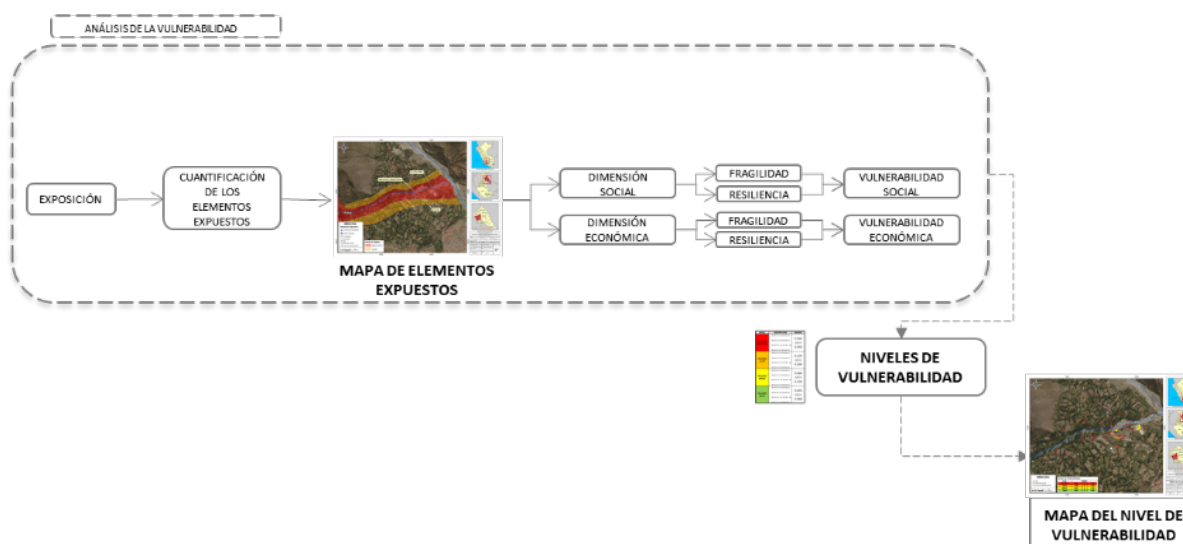 ANÁLISIS DE LA VULNERABILIDAD
EXPOSICIÓN
CUANTIFICACIÓN
DE LOS
ELEMENTOS
EXPUESTOS
MAPA DE ELEMENTOS
EXPUESTOS
DIMENSIÓN
SOCIAL
FRAGILIDAD
RESILIENCIA
VULNERABILIDAD
SOCIAL
DIMENSIÓN
ECONÓMICA
FRAGILIDAD
RESILIENCIA
VULNERABILIDAD
ECONÓMICA
NIVELES DE
VULNERABILIDAD
MAPA DEL NIVEL DE
VULNERABILIDAD